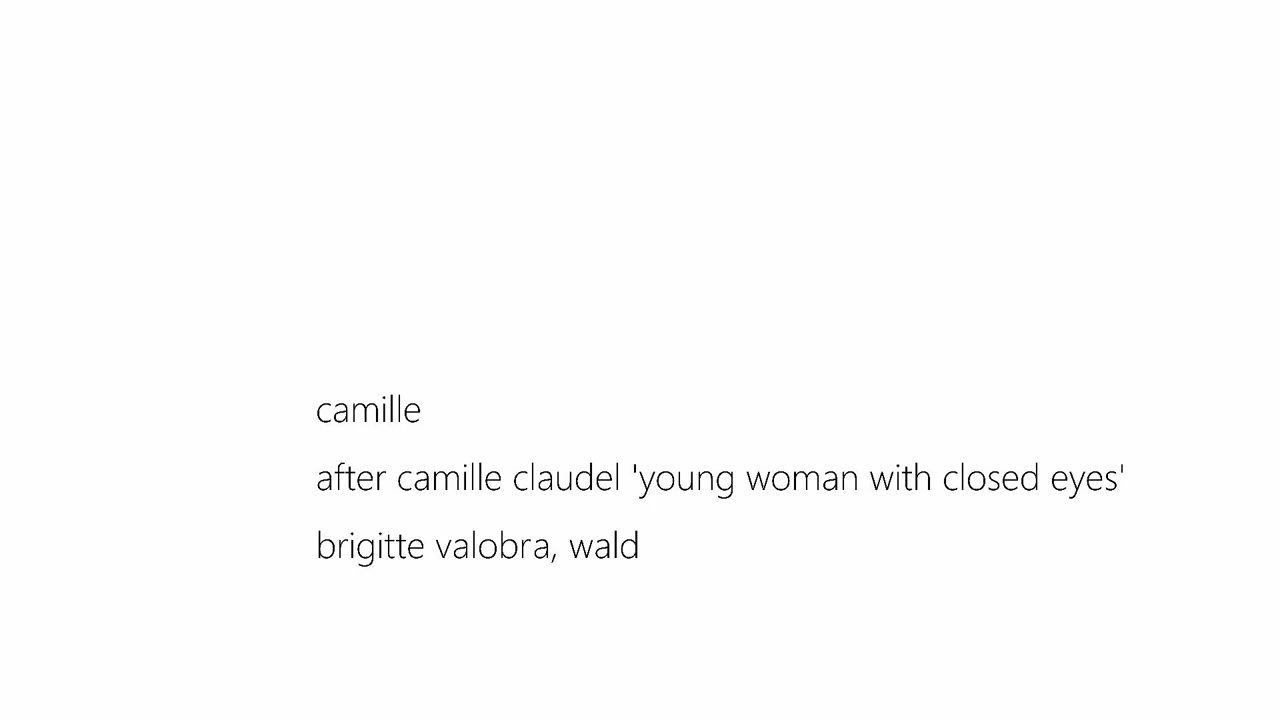 camille
after camille claudel 'young woman with closed eyes'
brigitte valobra, wald